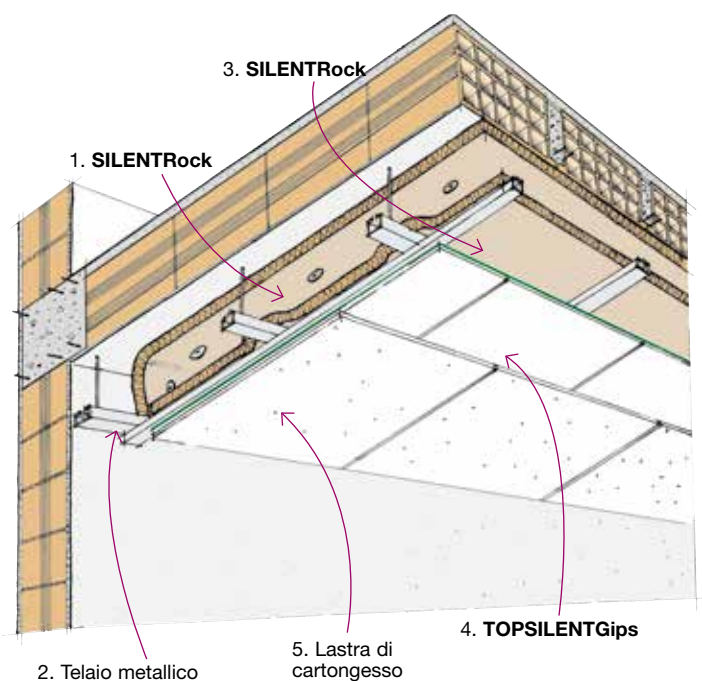 3. SILENTRock
1. SILENTRock
4. TOPSILENTGips
5. Lastra di
cartongesso
2. Telaio metallico